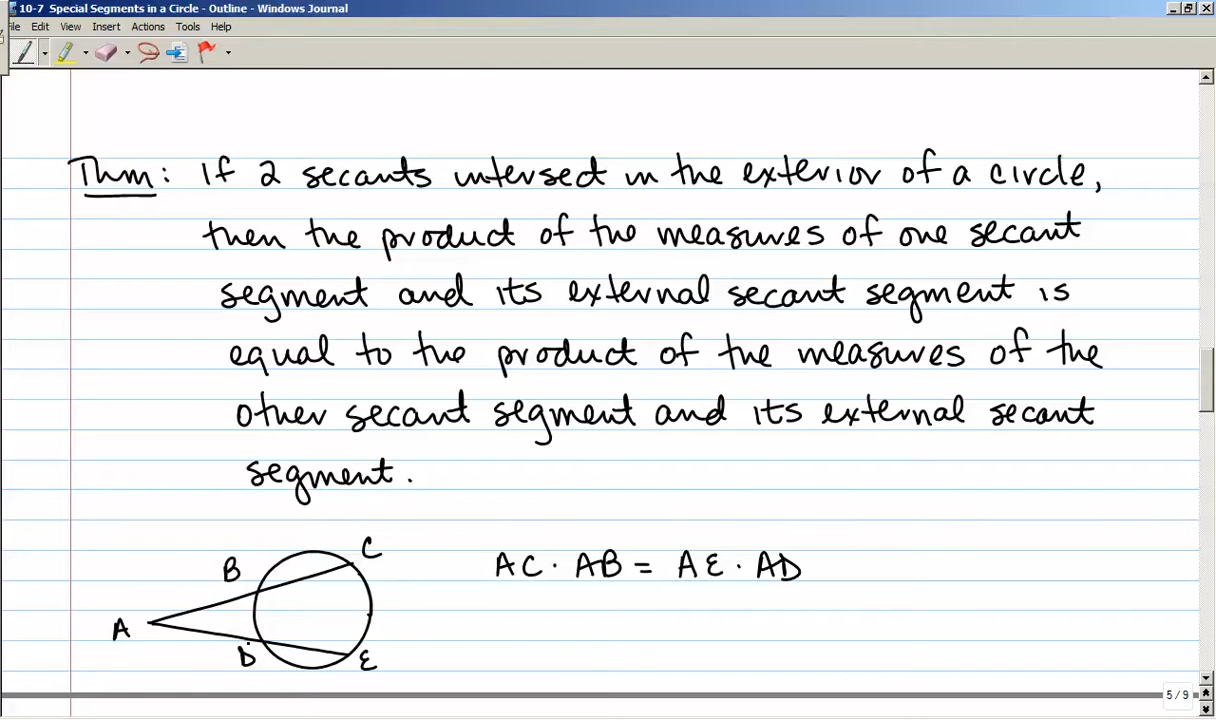 10-7 Special Segments in a Circle - Outline - Windows Journal
File Edit View Insert Actions Tools Help
Thm: If 2 secants intersect in the exterior of a circle,
then the product of the measures of one secant
segment and its external secant segment is
equal to the product of the measures of the
other secant segment and its external secant
segment.
C
B
A
D
E
AC · AB = AE · AD
5 / 9